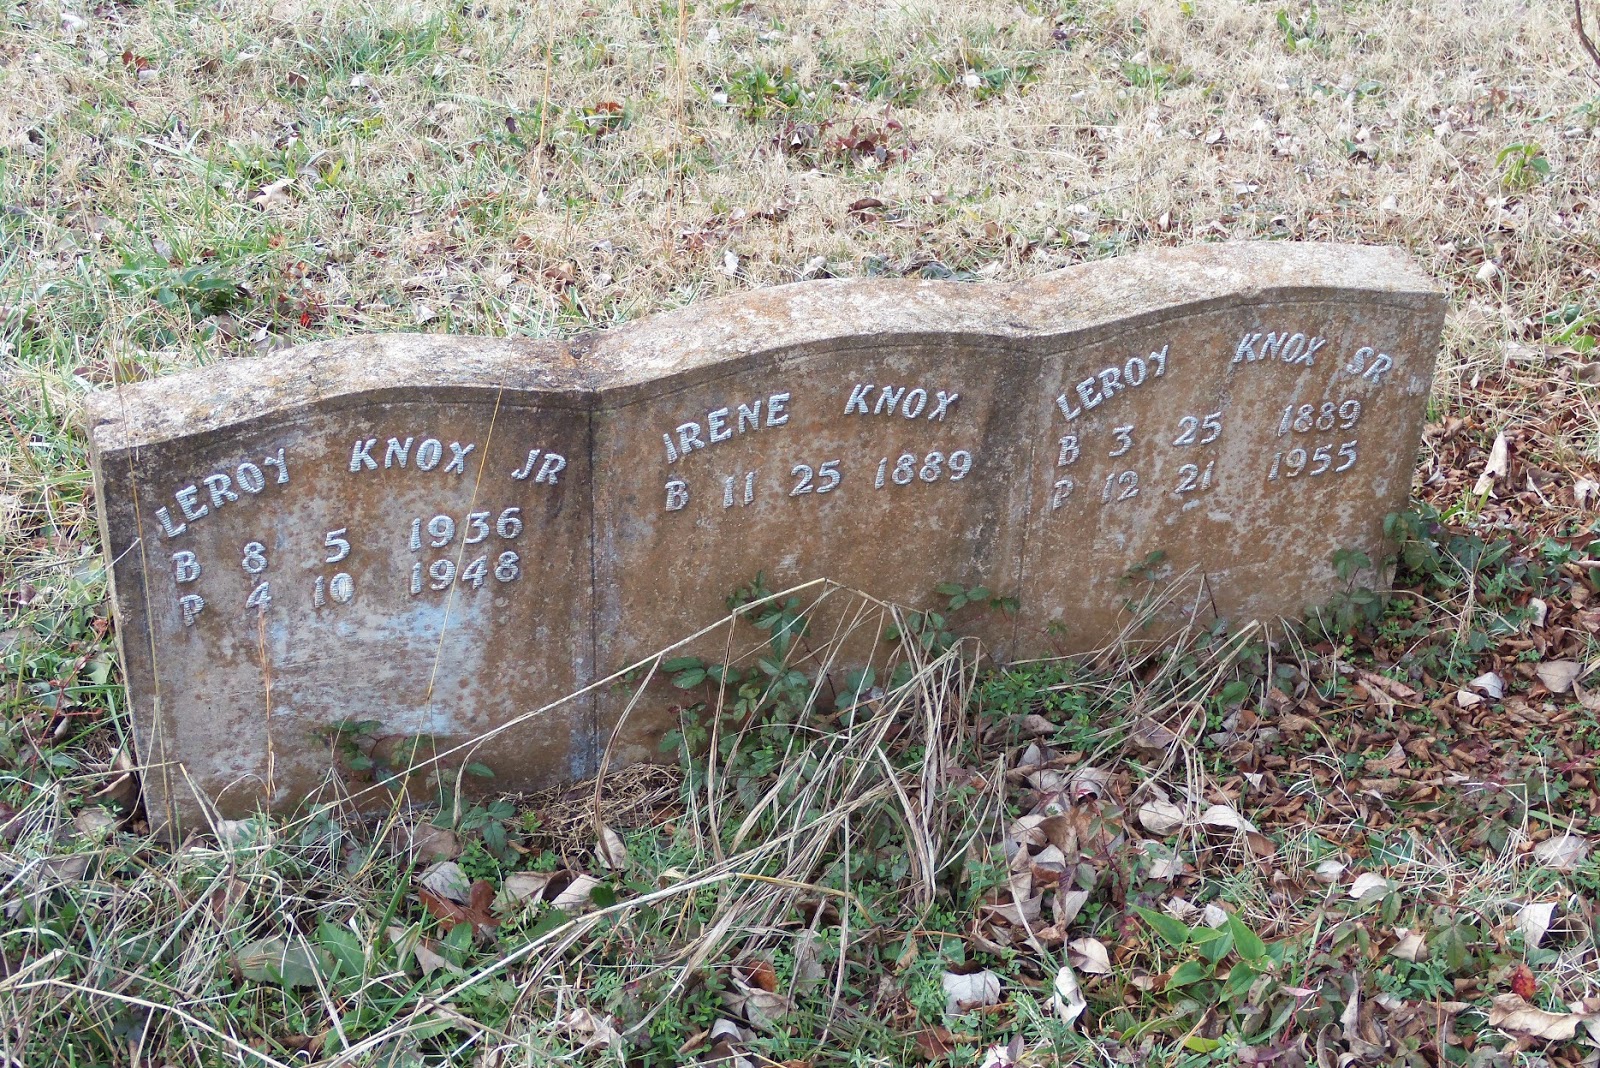 LEROY KNOX JR
B 8 5 1936
P 4 10 1948
IRENE KNOX
B 11 25 1889
LEROY KNOX SR
B 3 25 1889
P 12 21 1955